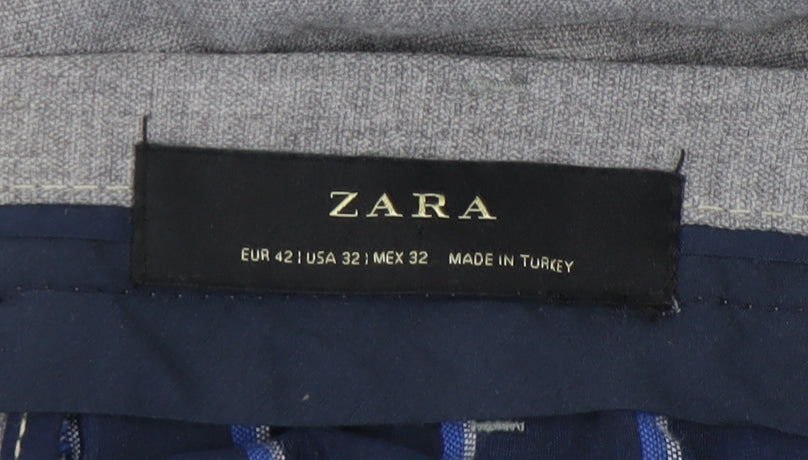 ZARA
EUR 42 | USA 32 | MEX 32 MADE IN TURKEY